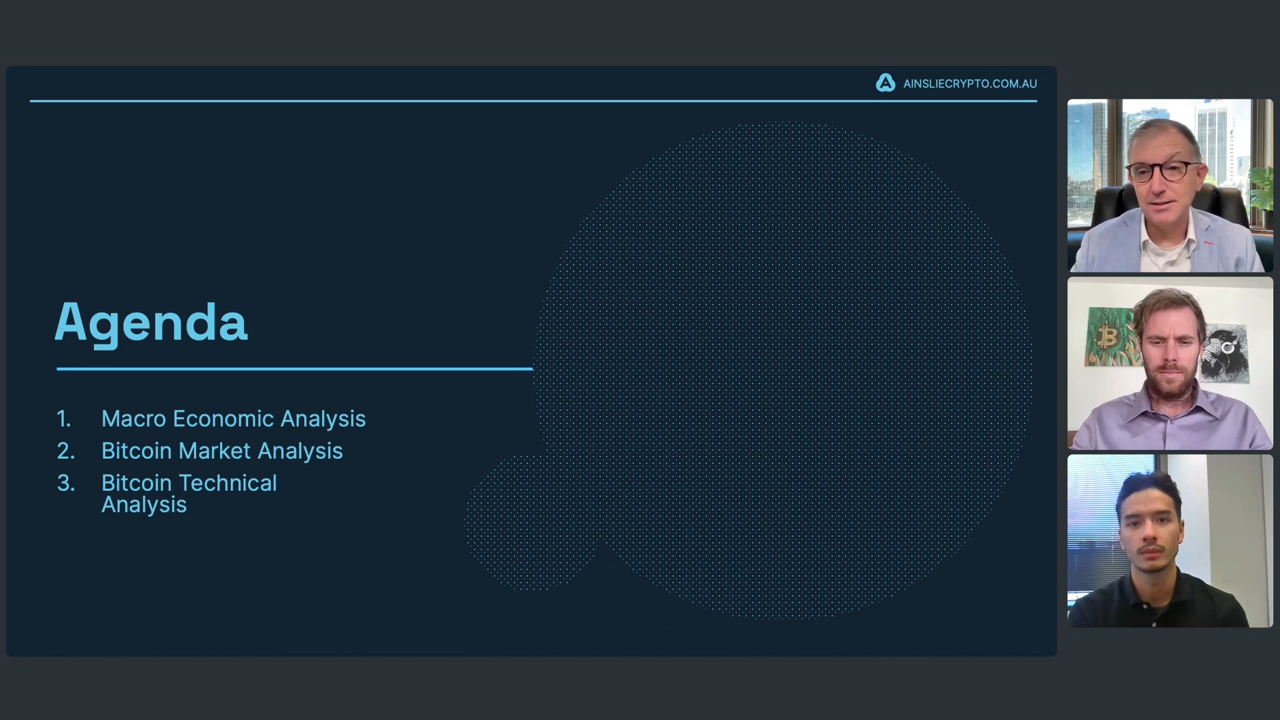 AINSLIECRYPTO.COM.AU
Agenda
1. Macro Economic Analysis
2. Bitcoin Market Analysis
3. Bitcoin Technical
Analysis